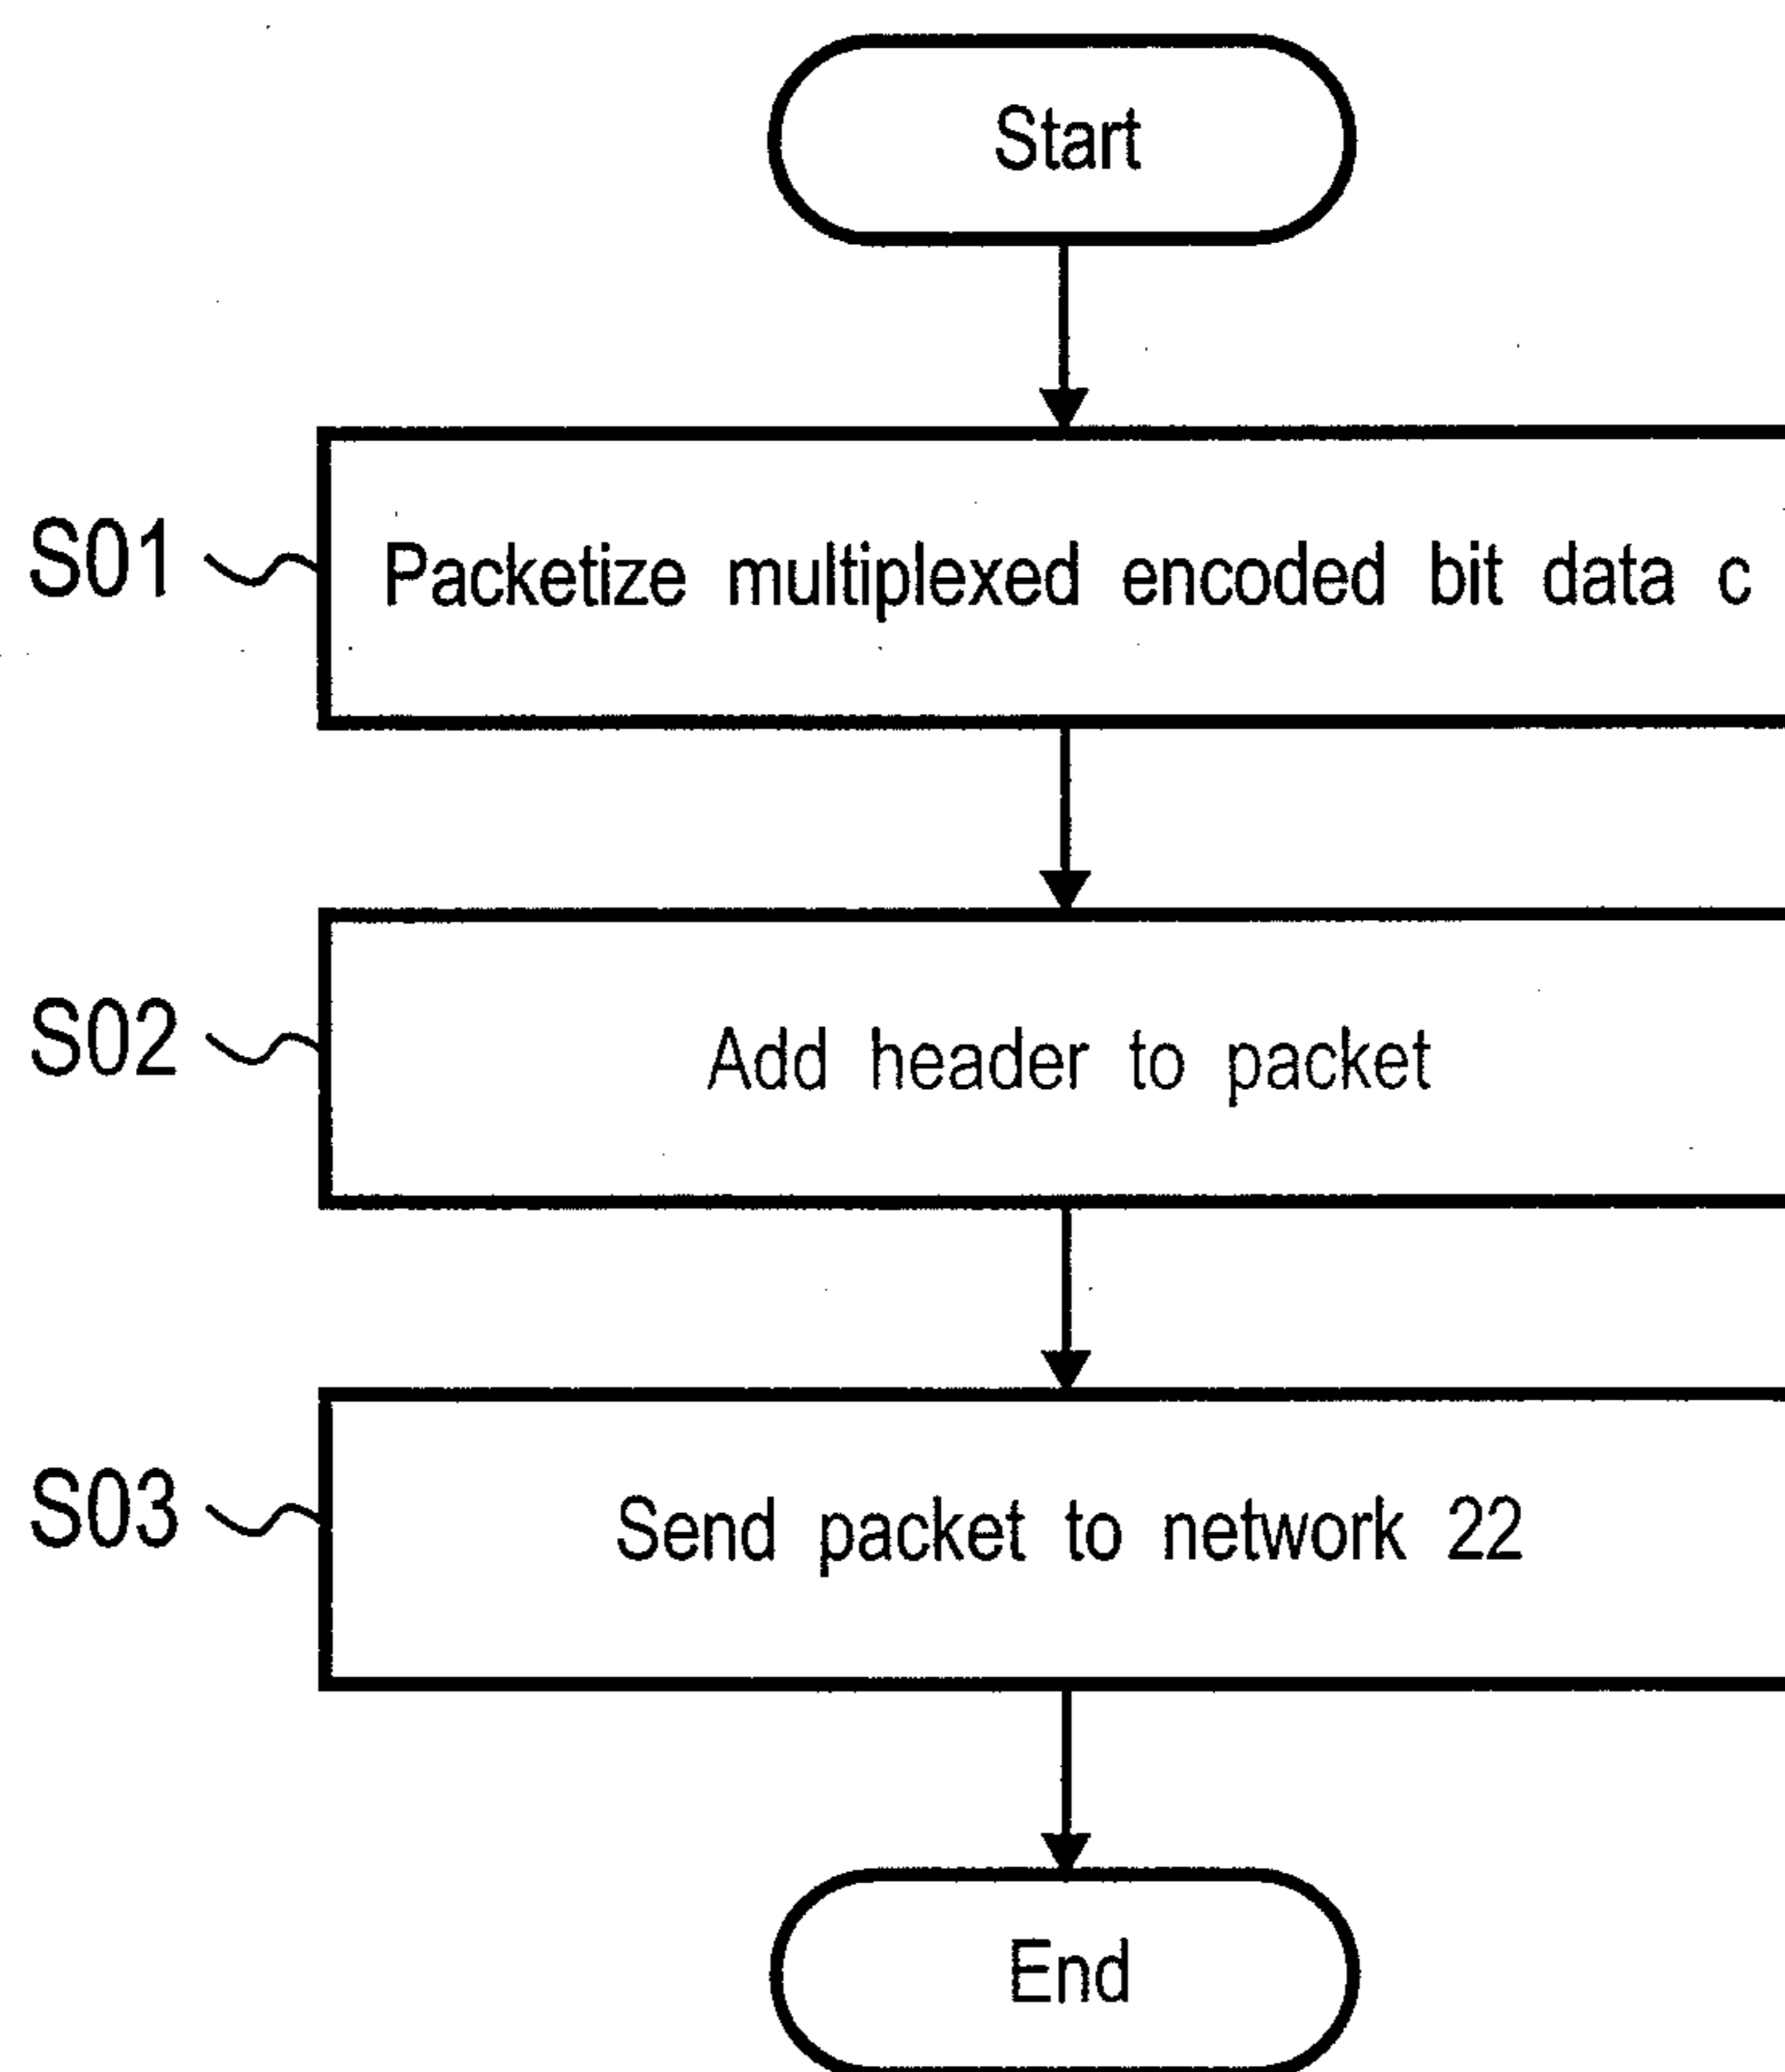 Start
S01 Packetize multiplexed encoded bit data c
S02 Add header to packet
S03 Send packet to network 22
End